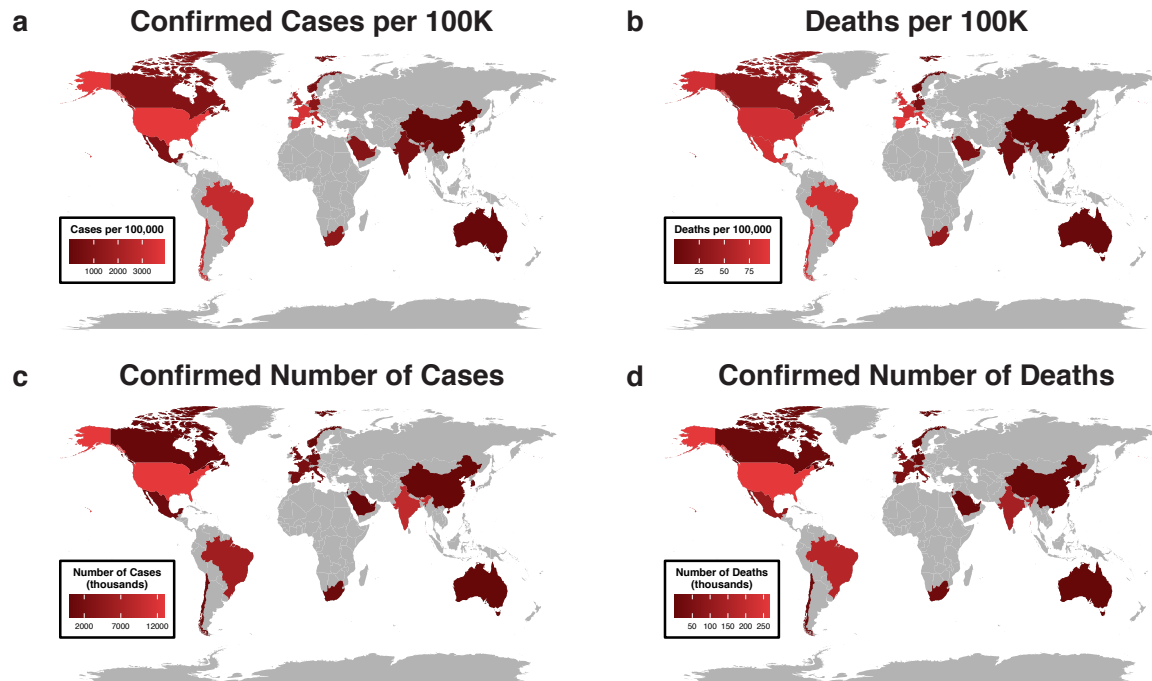 a
Confirmed Cases per 100K
Cases per 100,000
1000 2000 3000
b
Deaths per 100K
Deaths per 100,000
25 50 75
c
Confirmed Number of Cases
Number of Cases
(thousands)
2000 7000 12000
d
Confirmed Number of Deaths
Number of Deaths
(thousands)
50 100 150 200 250